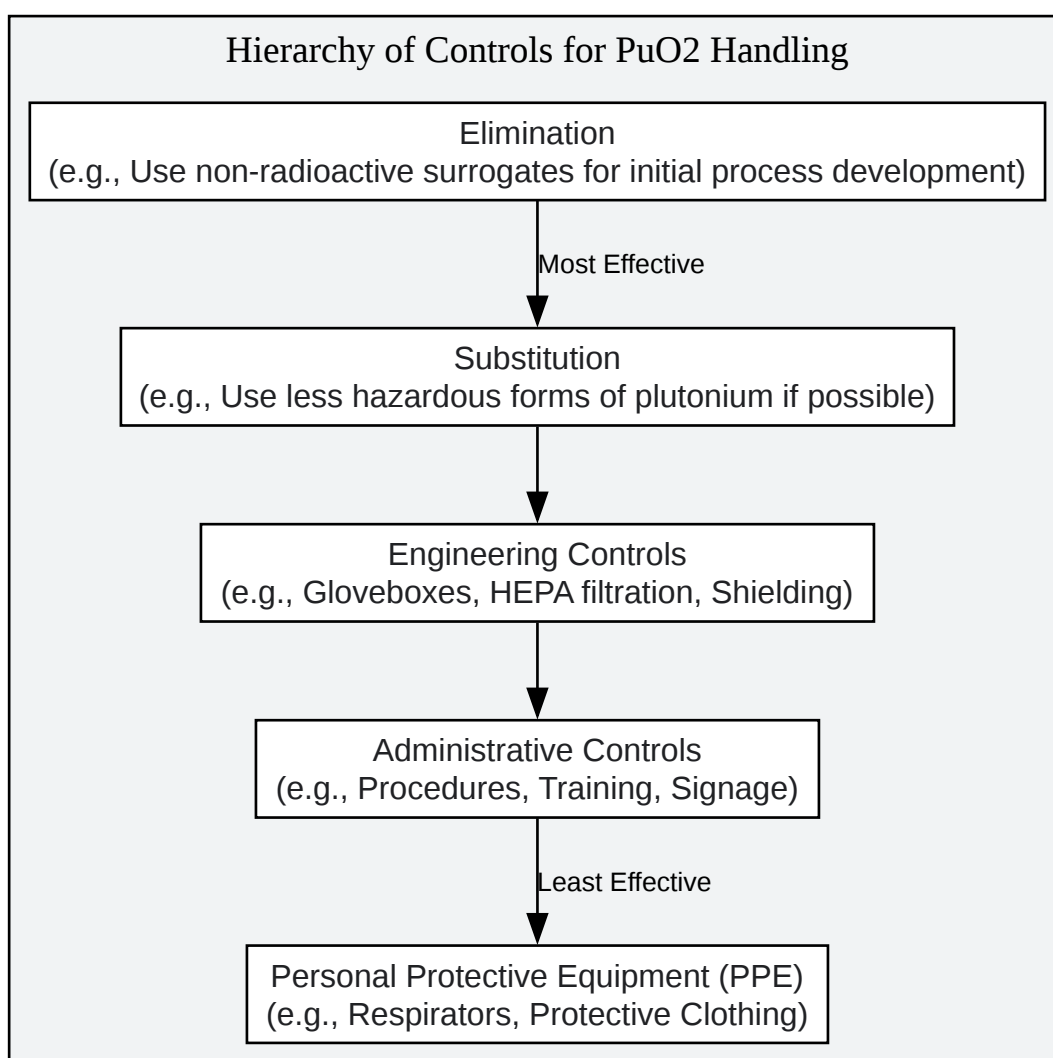 Hierarchy of Controls for PuO2 Handling
Elimination
(e.g., Use non-radioactive surrogates for initial process development)
Most Effective
Substitution
(e.g., Use less hazardous forms of plutonium if possible)
Engineering Controls
(e.g., Gloveboxes, HEPA filtration, Shielding)
Administrative Controls
(e.g., Procedures, Training, Signage)
Least Effective
Personal Protective Equipment (PPE)
(e.g., Respirators, Protective Clothing)